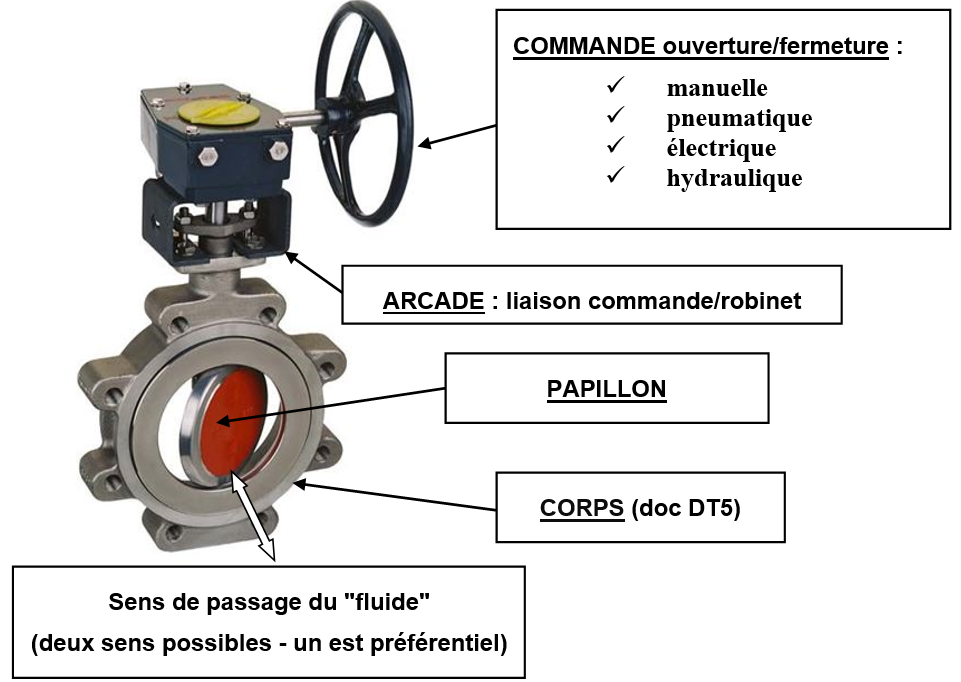 COMMANDE ouverture/fermeture :
✓ manuelle
✓ pneumatique
✓ électrique
✓ hydraulique
ARCADE : liaison commande/robinet
PAPILLON
CORPS (doc DT5)
Sens de passage du "fluide"
(deux sens possibles - un est préférentiel)